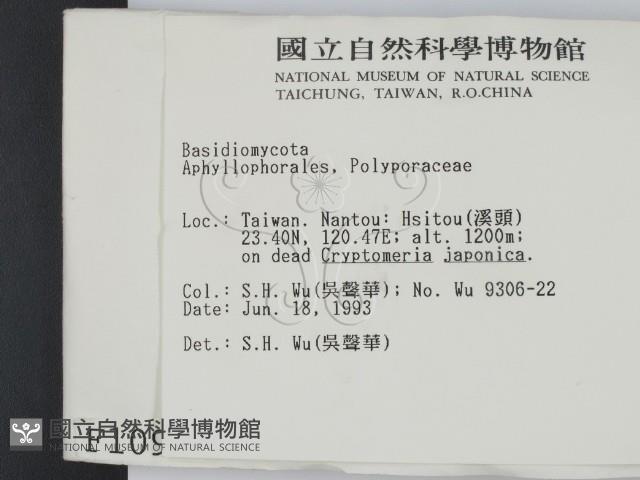 國立自然科學博物館
NATIONAL MUSEUM OF NATURAL SCIENCE
TAICHUNG, TAIWAN, R.O.CHINA
Basidiomycota
Aphyllophorales, Polyporaceae
Loc.: Taiwan. Nantou: Hsitou(溪頭)
23.40N, 120.47E; alt. 1200m;
on dead Cryptomeria japonica.
Col.: S.H. Wu(吳聲華); No. Wu 9306-22
Date: Jun. 18, 1993
Det.: S.H. Wu(吳聲華)
國立自然科學博物館
NATIONAL MUSEUM OF NATURAL SCIENCE